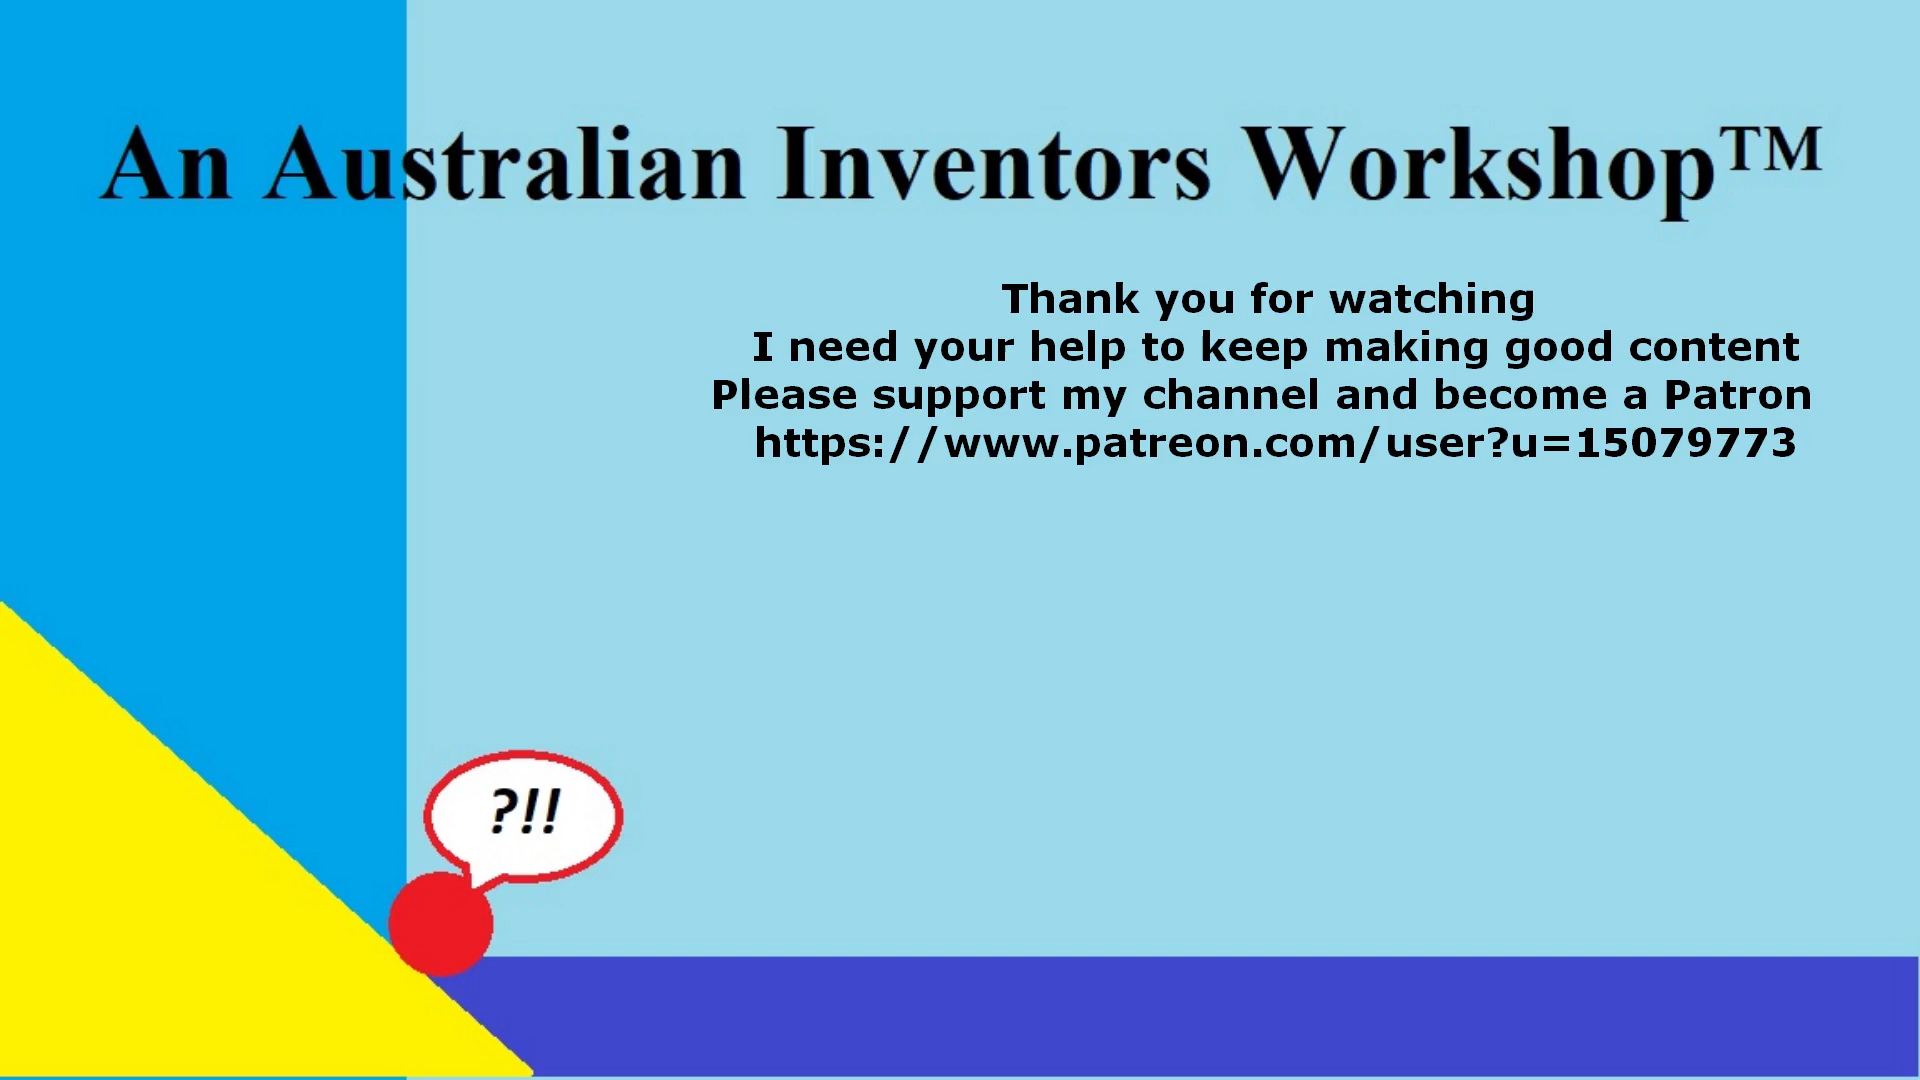 An Australian Inventors Workshop™
Thank you for watching
I need your help to keep making good content
Please support my channel and become a Patron
https://www.patreon.com/user?u=15079773
?!!